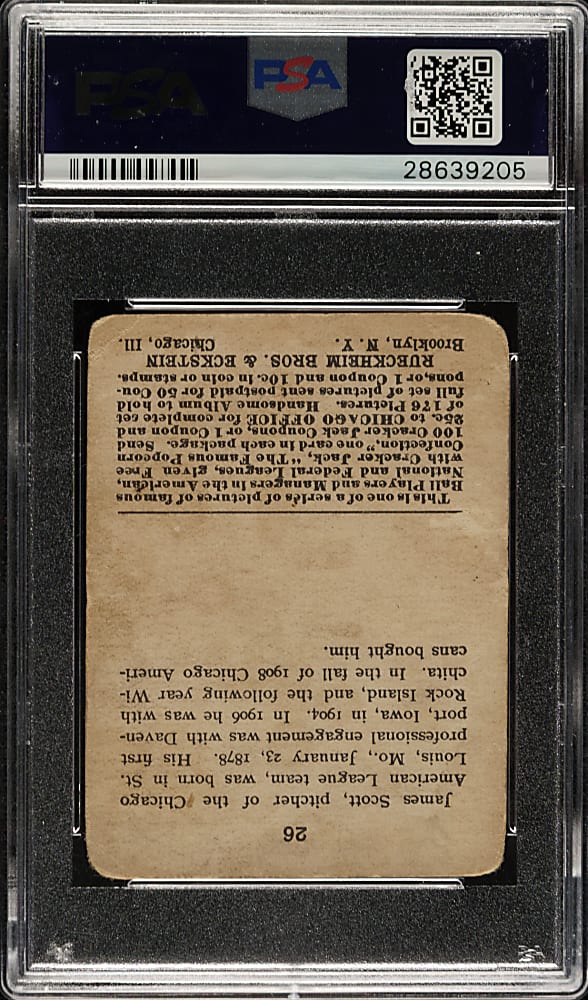 PSA
PSA
28639205
26
James Scott, pitcher of the Chicago
American League team, was born in St.
Louis, Mo., January 23, 1878. His first
professional engagement was with Daven-
port, Iowa, in 1904. In 1906 he was with
Rock Island, and the following year Wi-
chita. In the fall of 1908 Chicago Ameri-
cans bought him.
This is one of a series of pictures of famous
Ball Players and Managers in the American,
National and Federal Leagues, given Free
with Cracker Jack, "The Famous Popcorn
Confection," one card in each package. Send
100 Cracker Jack Coupons, or 1 Coupon and
25c. to CHICAGO OFFICE for complete set
of 176 Pictures. Handsome Album to hold
full set of pictures sent postpaid for 50 Cou-
pons, or 1 Coupon and 10c. in coin or stamps.
RUECKHEIM BROS. & ECKSTEIN
Brooklyn, N. Y. Chicago, Ill.